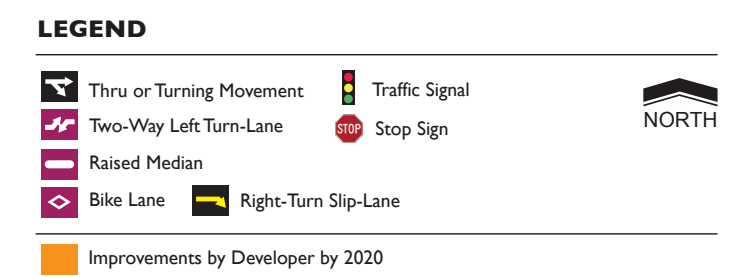 LEGEND
Thru or Turning Movement
Traffic Signal
Two-Way Left Turn-Lane
STOP
Stop Sign
NORTH
Raised Median
Bike Lane
Right-Turn Slip-Lane
Improvements by Developer by 2020